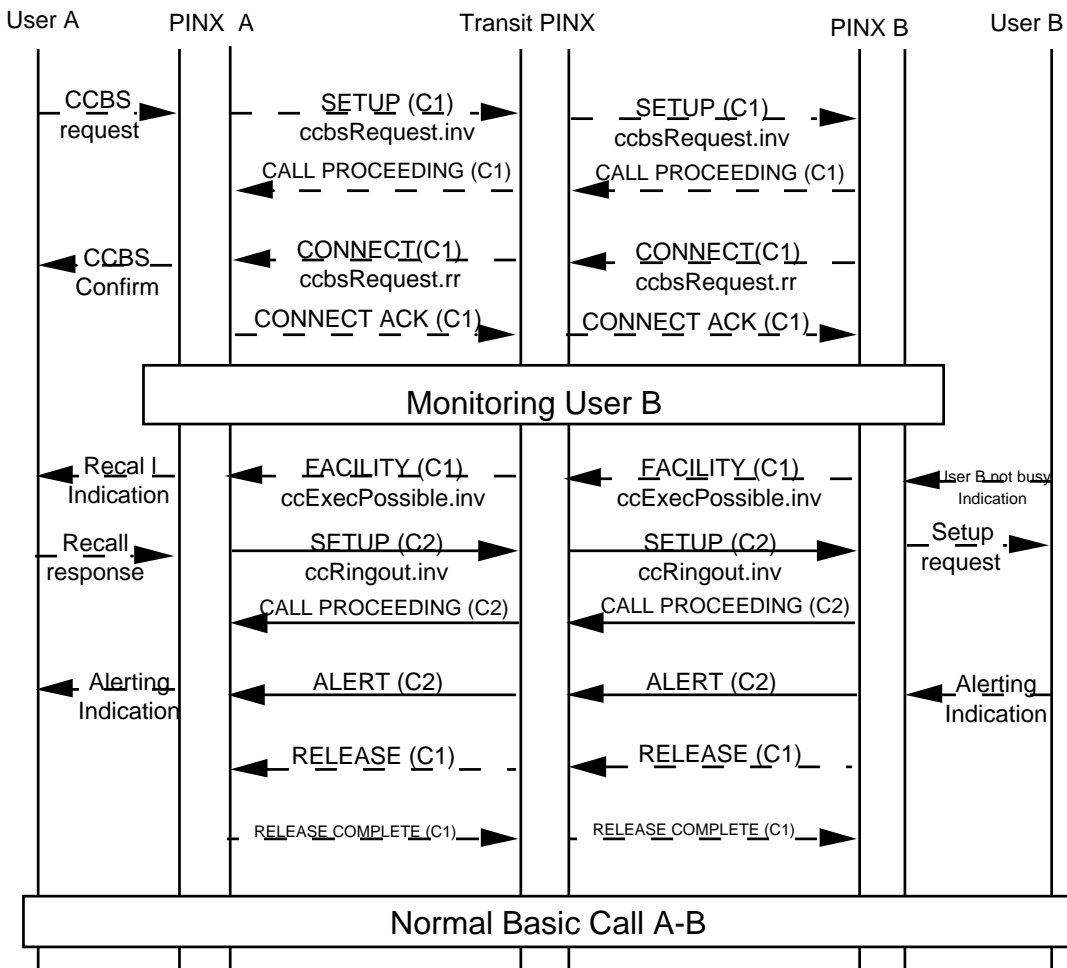 User A PINX A Transit PINX PINX B User B
CCBS
request
SETUP (C1)
ccbsRequest.inv
SETUP (C1)
ccbsRequest.inv
CALL PROCEEDING (C1)
CALL PROCEEDING (C1)
CCBS
Confirm
CONNECT(C1)
ccbsRequest.rr
CONNECT(C1)
ccbsRequest.rr
CONNECT ACK (C1)
CONNECT ACK (C1)
Monitoring User B
Recal l
Indication
FACILITY (C1)
ccExecPossible.inv
FACILITY (C1)
ccExecPossible.inv
User B not busy
Indication
Recall
response
SETUP (C2)
ccRingout.inv
SETUP (C2)
ccRingout.inv
Setup
request
CALL PROCEEDING (C2)
CALL PROCEEDING (C2)
Alerting
Indication
ALERT (C2)
ALERT (C2)
Alerting
Indication
RELEASE (C1)
RELEASE (C1)
RELEASE COMPLETE (C1)
RELEASE COMPLETE (C1)
Normal Basic Call A-B